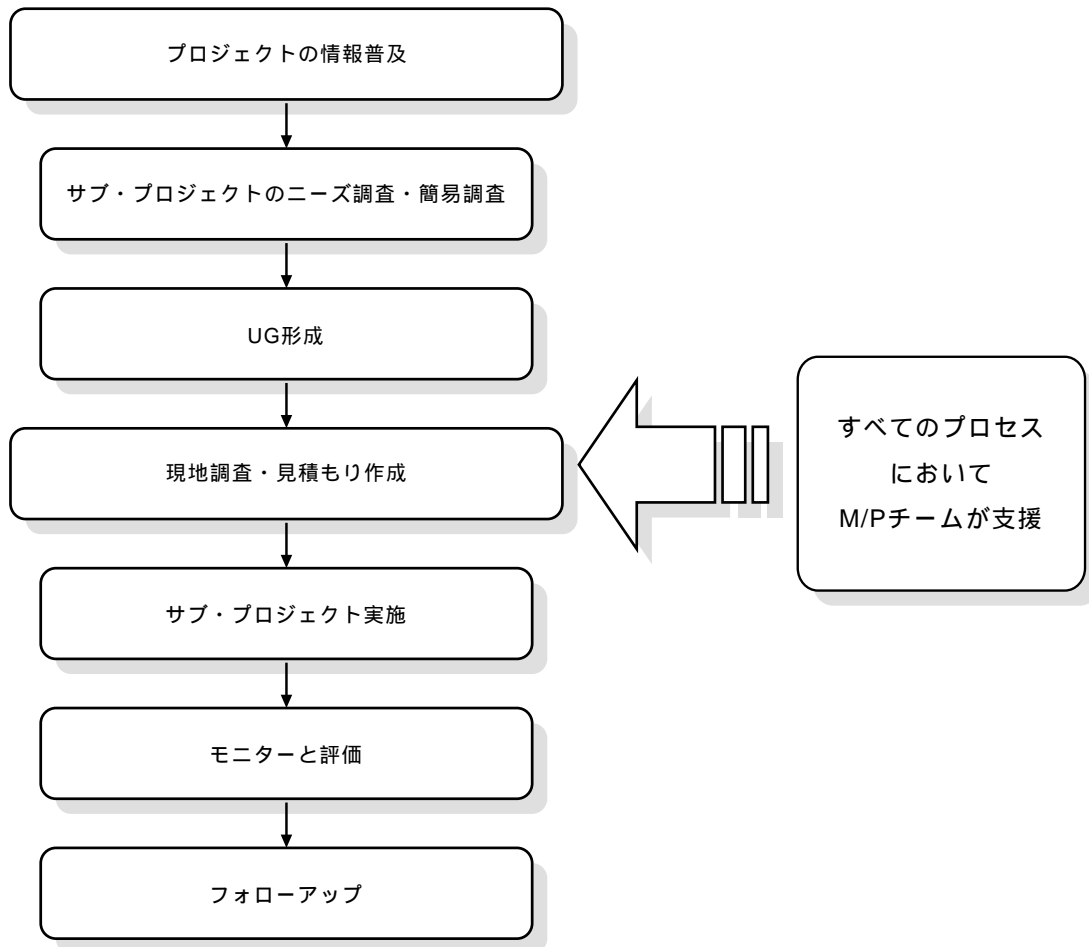 プロジェクトの情報普及
サブ・プロジェクトのニーズ調査・簡易調査
UG形成
現地調査・見積もり作成
サブ・プロジェクト実施
モニターと評価
フォローアップ
すべてのプロセス
において
M/Pチームが支援